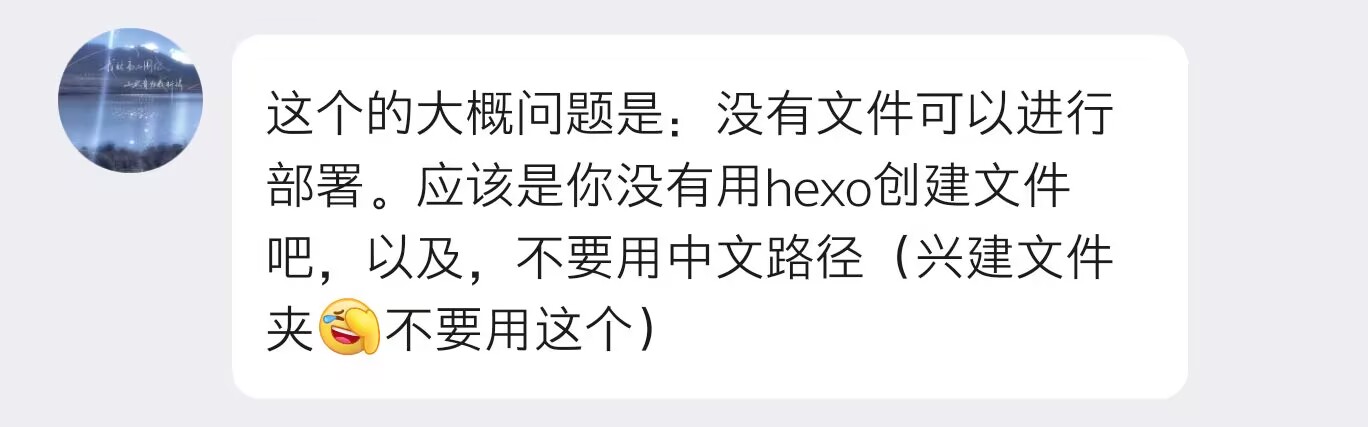 这个的大概问题是：没有文件可以进行
部署。应该是你没有用hexo创建文件
吧，以及，不要用中文路径（兴建文件
夹🤣不要用这个）